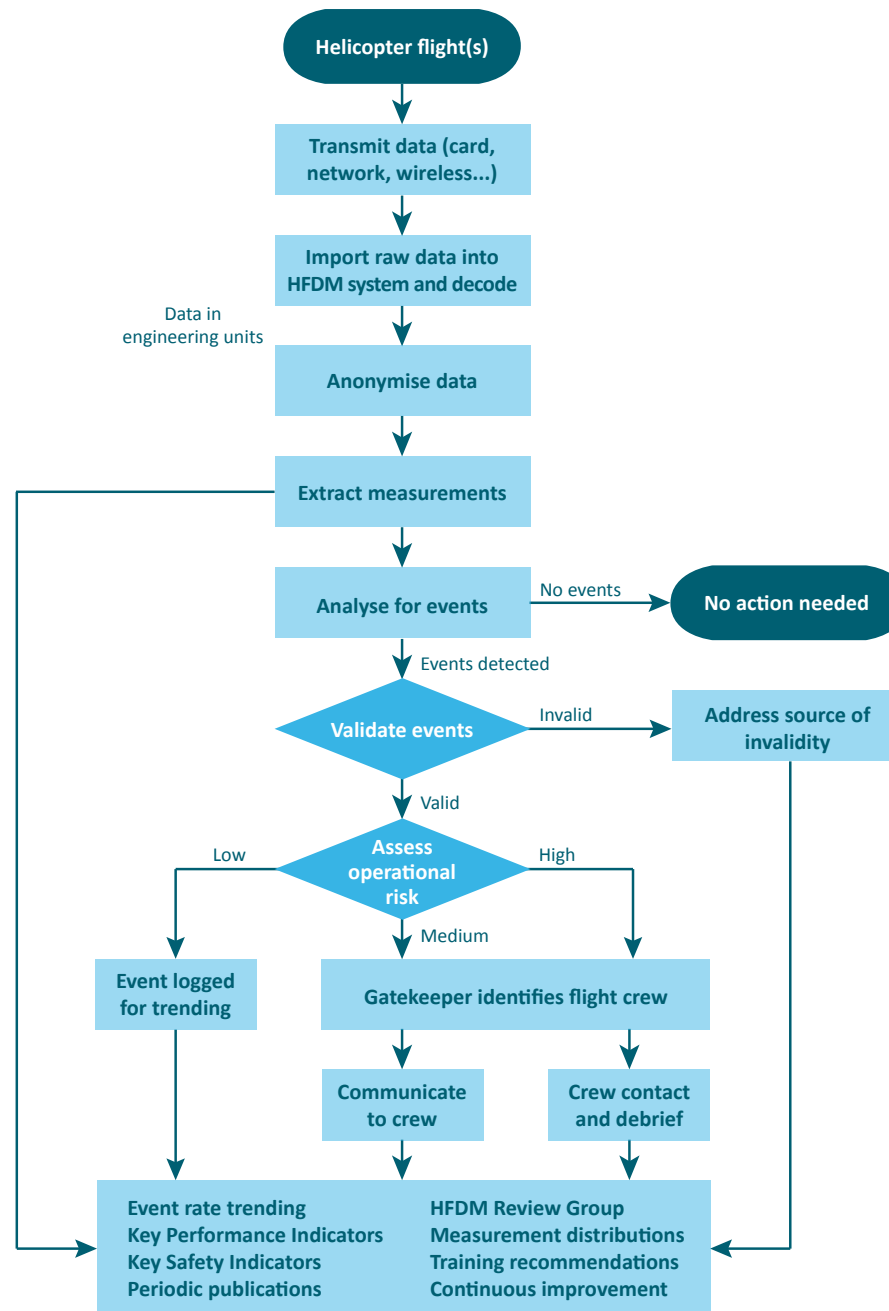 Helicopter flight(s)
Transmit data (card,
network, wireless...)
Import raw data into
HFDM system and decode
Data in
engineering units
Anonymise data
Extract measurements
Analyse for events
No events
No action needed
Events detected
Validate events
Invalid
Address source of
invalidity
Valid
Low
Assess
operational
risk
High
Medium
Event logged
for trending
Gatekeeper identifies flight crew
Communicate
to crew
Crew contact
and debrief
Event rate trending
Key Performance Indicators
Key Safety Indicators
Periodic publications
HFDM Review Group
Measurement distributions
Training recommendations
Continuous improvement